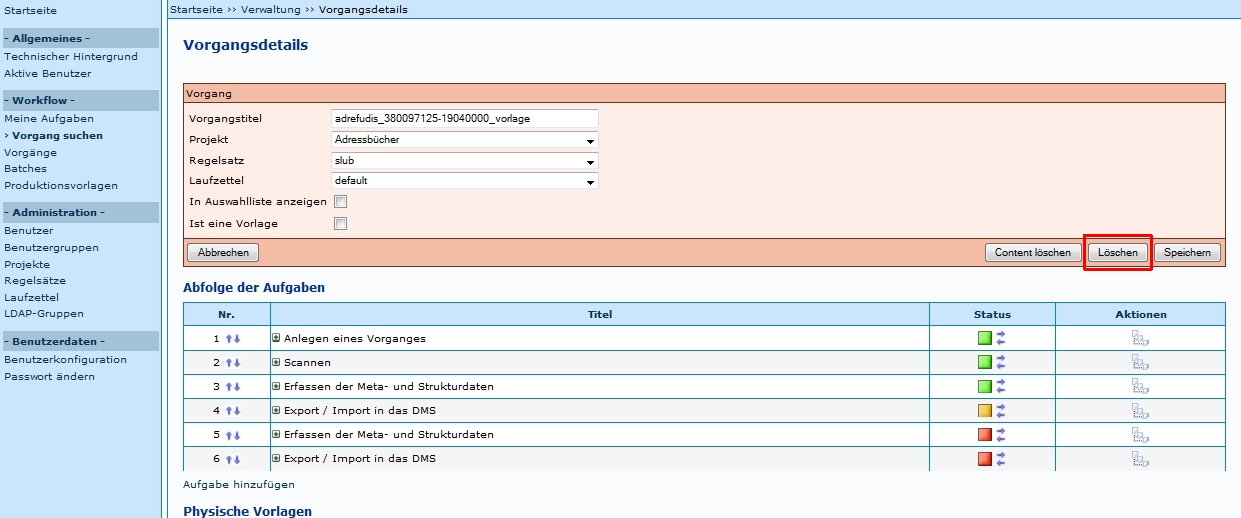 Startseite
- Allgemeines -
Technischer Hintergrund
Aktive Benutzer
- Workflow -
Meine Aufgaben
› Vorgang suchen
Vorgänge
Batches
Produktionsvorlagen
- Administration -
Benutzer
Benutzergruppen
Projekte
Regelsätze
Laufzettel
LDAP-Gruppen
- Benutzerdaten -
Benutzerkonfiguration
Passwort ändern
Startseite ›› Verwaltung ›› Vorgangsdetails
Vorgangsdetails
Vorgang
Vorgangstitel adrefudis_380097125-19040000_vorlage
Projekt Adressbücher
Regelsatz slub
Laufzettel default
In Auswahlliste anzeigen
Ist eine Vorlage
Abbrechen Content löschen Löschen Speichern
Abfolge der Aufgaben
Nr. Titel Status Aktionen
1 Anlegen eines Vorganges
2 Scannen
3 Erfassen der Meta- und Strukturdaten
4 Export / Import in das DMS
5 Erfassen der Meta- und Strukturdaten
6 Export / Import in das DMS
Aufgabe hinzufügen
Physische Vorlagen